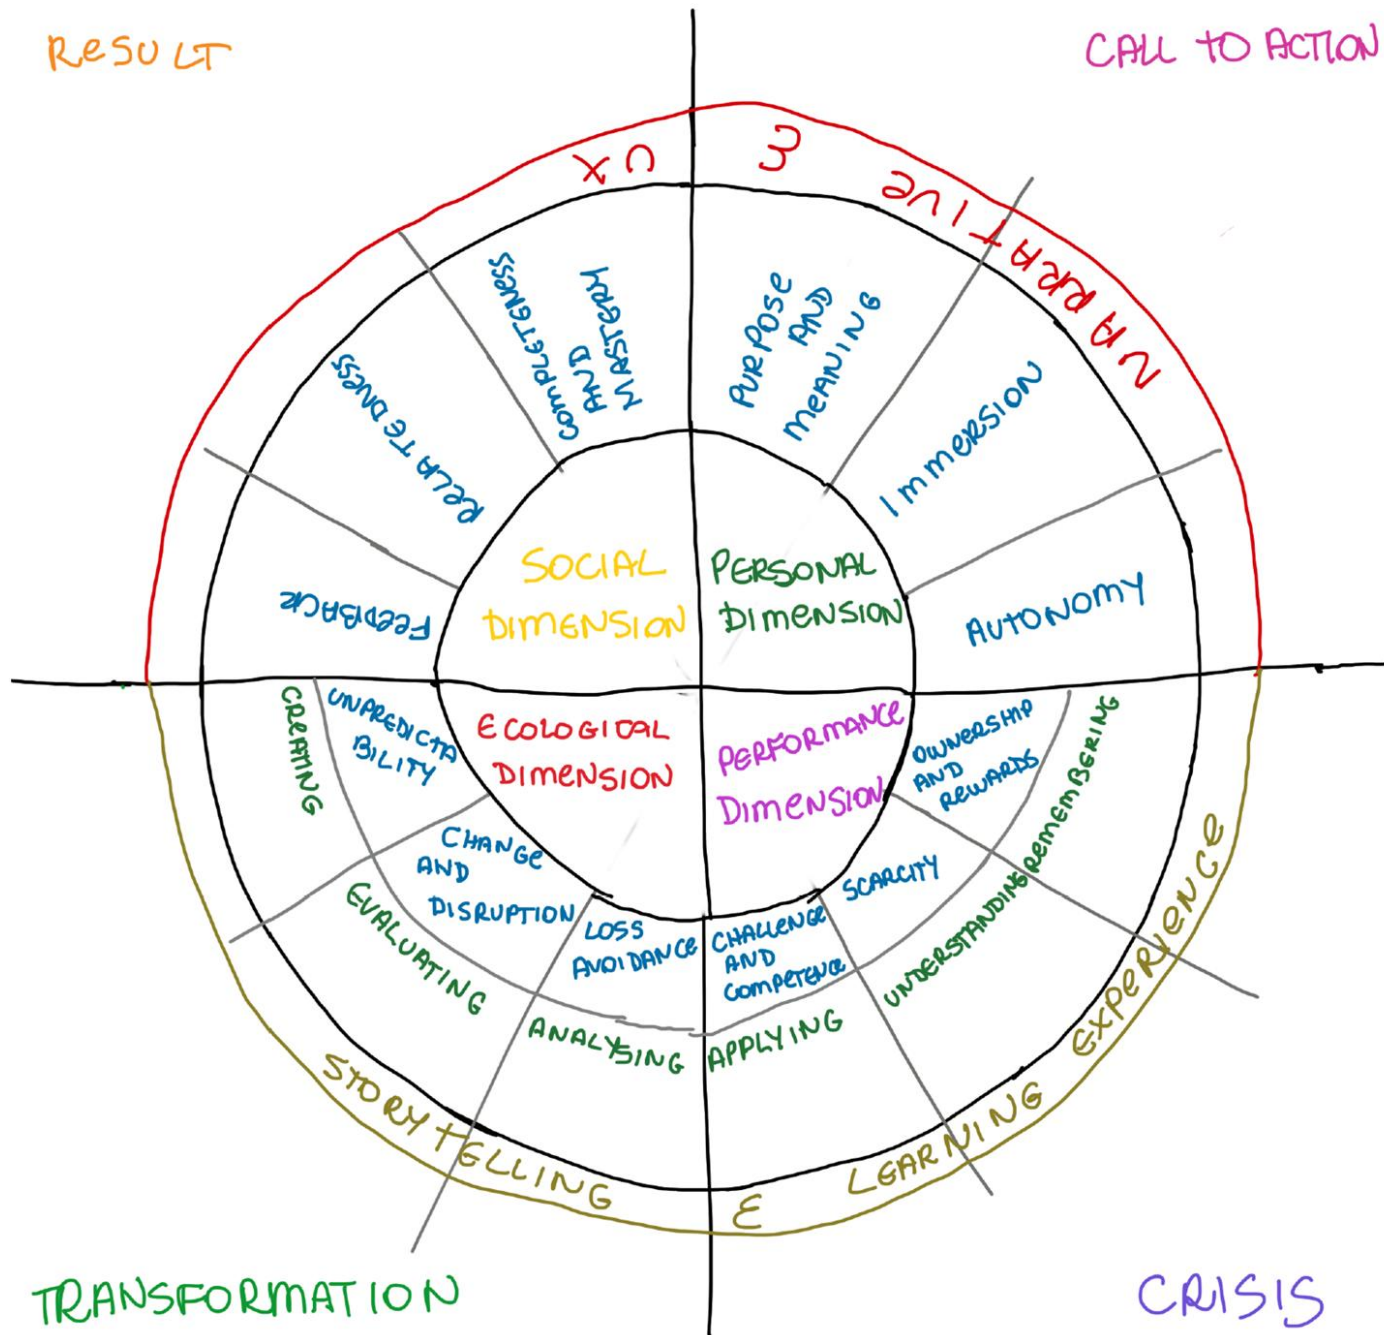 RESULT
CALL TO ACTION
UX
&
NARRATIVE
COMPLETENESS
AND
MASTERY
PURPOSE
AND
MEANING
RELATEDNESS
IMMERSION
FEEDBACK
AUTONOMY
SOCIAL
DIMENSION
PERSONAL
DIMENSION
ECOLOGICAL
DIMENSION
PERFORMANCE
DIMENSION
CREATING
UNPREDICTA
BILITY
OWNERSHIP
AND
REWARDS
REMEMBERING
CHANGE
AND
DISRUPTION
EVALUATING
SCARCITY
UNDERSTANDING
LOSS
AVOIDANCE
ANALYSING
CHALLENGE
AND
COMPETENCE
APPLYING
STORYTELLING
&
LEARNING EXPERIENCE
TRANSFORMATION
CRISIS